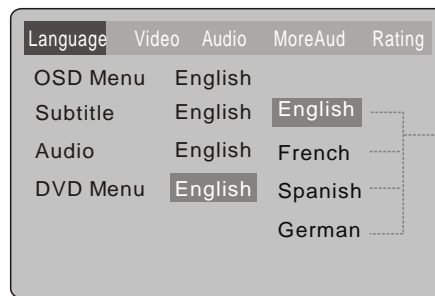 Language Video Audio MoreAud Rating
OSD Menu English
Subtitle English English
Audio English French
DVD Menu English Spanish
German